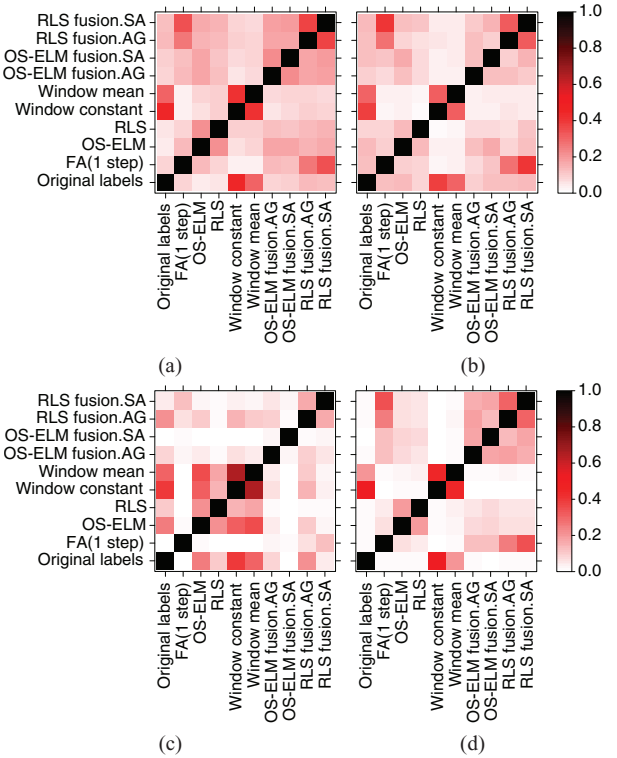 RLS fusion.SA
RLS fusion.AG
OS-ELM fusion.SA
OS-ELM fusion.AG
Window mean
Window constant
RLS
OS-ELM
FA(1 step)
Original labels
1.0
0.8
0.6
0.4
0.2
0.0
Original labels
FA(1 step)
OS-ELM
RLS
Window constant
Window mean
OS-ELM fusion.AG
OS-ELM fusion.SA
RLS fusion.AG
RLS fusion.SA
Original labels
FA(1 step)
OS-ELM
RLS
Window constant
Window mean
OS-ELM fusion.AG
OS-ELM fusion.SA
RLS fusion.AG
RLS fusion.SA
(a)
(b)
RLS fusion.SA
RLS fusion.AG
OS-ELM fusion.SA
OS-ELM fusion.AG
Window mean
Window constant
RLS
OS-ELM
FA(1 step)
Original labels
1.0
0.8
0.6
0.4
0.2
0.0
Original labels
FA(1 step)
OS-ELM
RLS
Window constant
Window mean
OS-ELM fusion.AG
OS-ELM fusion.SA
RLS fusion.AG
RLS fusion.SA
Original labels
FA(1 step)
OS-ELM
RLS
Window constant
Window mean
OS-ELM fusion.AG
OS-ELM fusion.SA
RLS fusion.AG
RLS fusion.SA
(c)
(d)